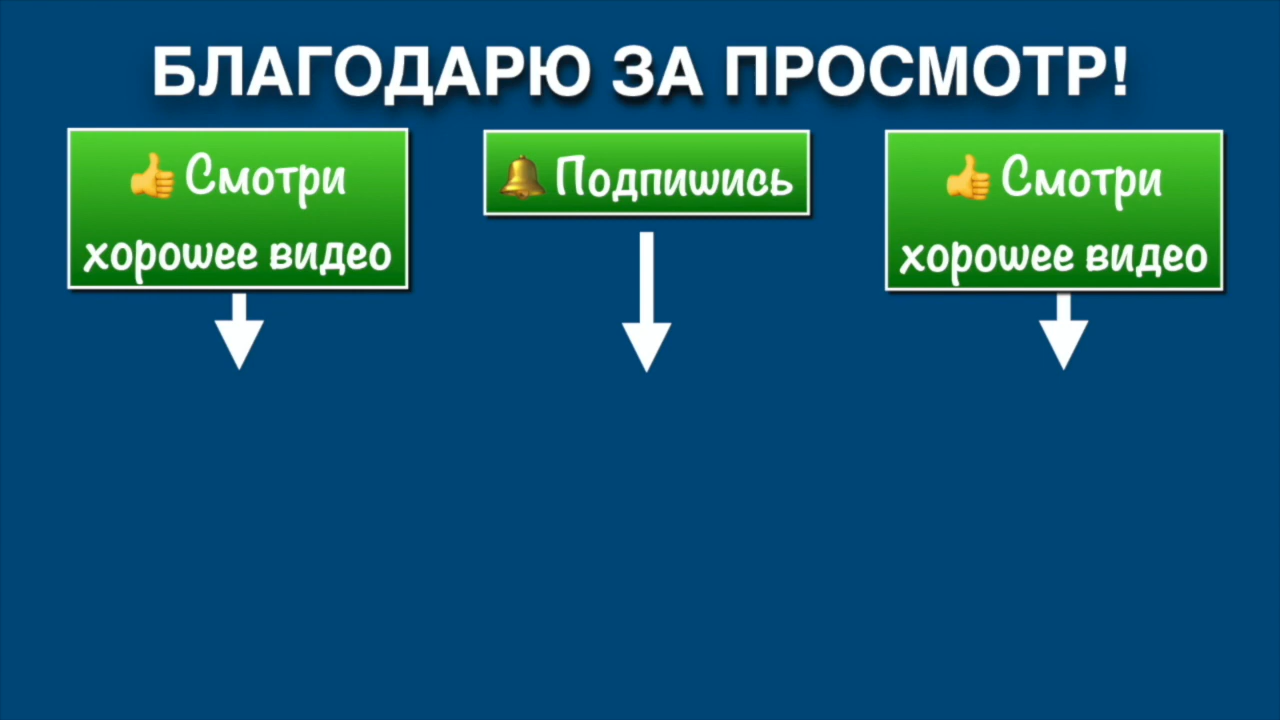 БЛАГОДАРЮ ЗА ПРОСМОТР!
👍 Смотри
хорошее видео
🔔 Подпишись
👍 Смотри
хорошее видео